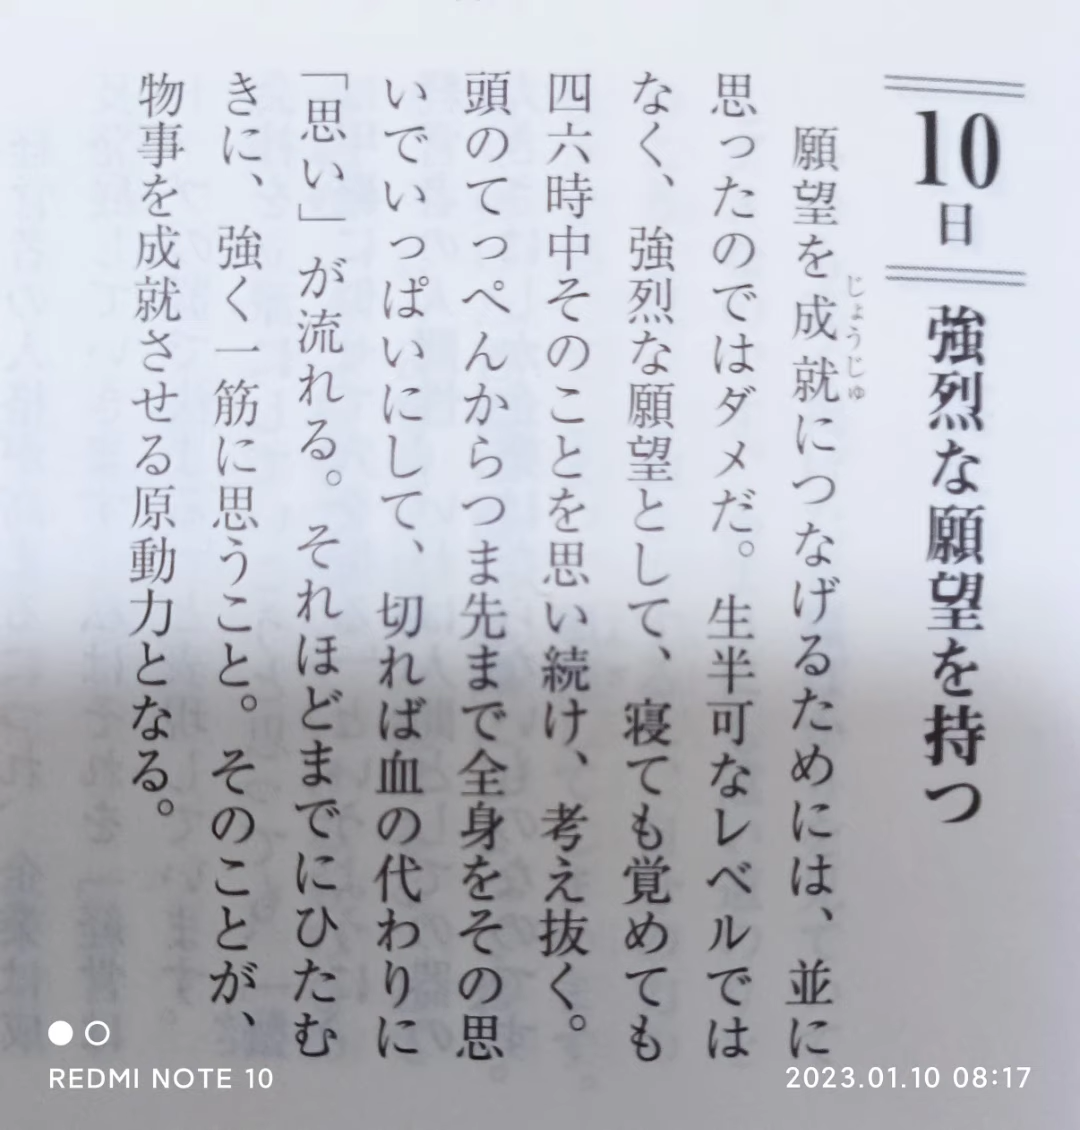 10日 強烈な願望を持つ
願望を成就につなげるためには、並に
じょうじゅ
思ったのではダメだ。生半可なレベルでは
なく、強烈な願望として、寝ても覚めても
四六時中そのことを思い続け、考え抜く。
頭のてっぺんからつま先まで全身をその思
いでいっぱいにして、切れば血の代わりに
「思い」が流れる。それほどまでにひたむ
きに、強く一筋に思うこと。そのことが、
物事を成就させる原動力となる。
REDMI NOTE 10
2023.01.10 08:17